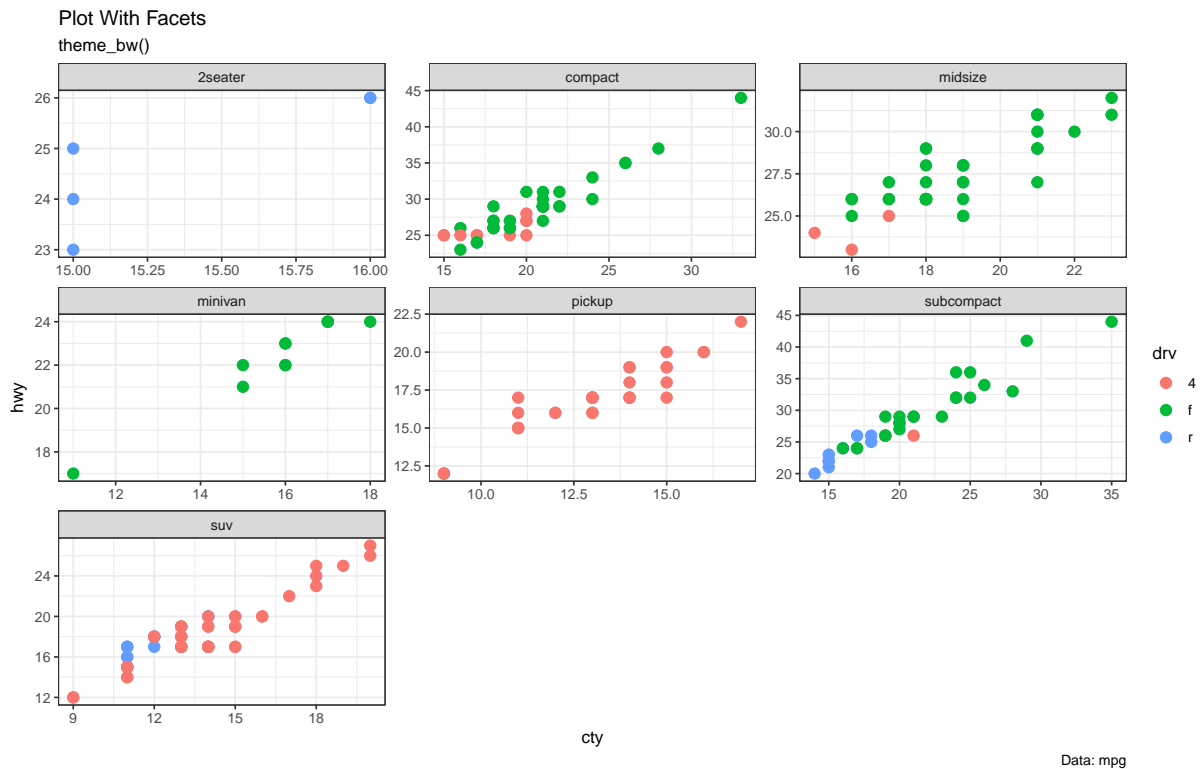 Plot With Facets
theme_bw()
2seater
compact
midsize
26
25
24
23
15.00 15.25 15.50 15.75 16.00
45
40
35
30
25
15 20 25 30
30.0
27.5
25.0
16 18 20 22
minivan
pickup
subcompact
24
22
20
18
12 14 16 18
22.5
20.0
17.5
15.0
12.5
10.0 12.5 15.0
45
40
35
30
25
20
15 20 25 30 35
suv
24
20
16
12
9 12 15 18
hwy
cty
drv
4
f
r
Data: mpg